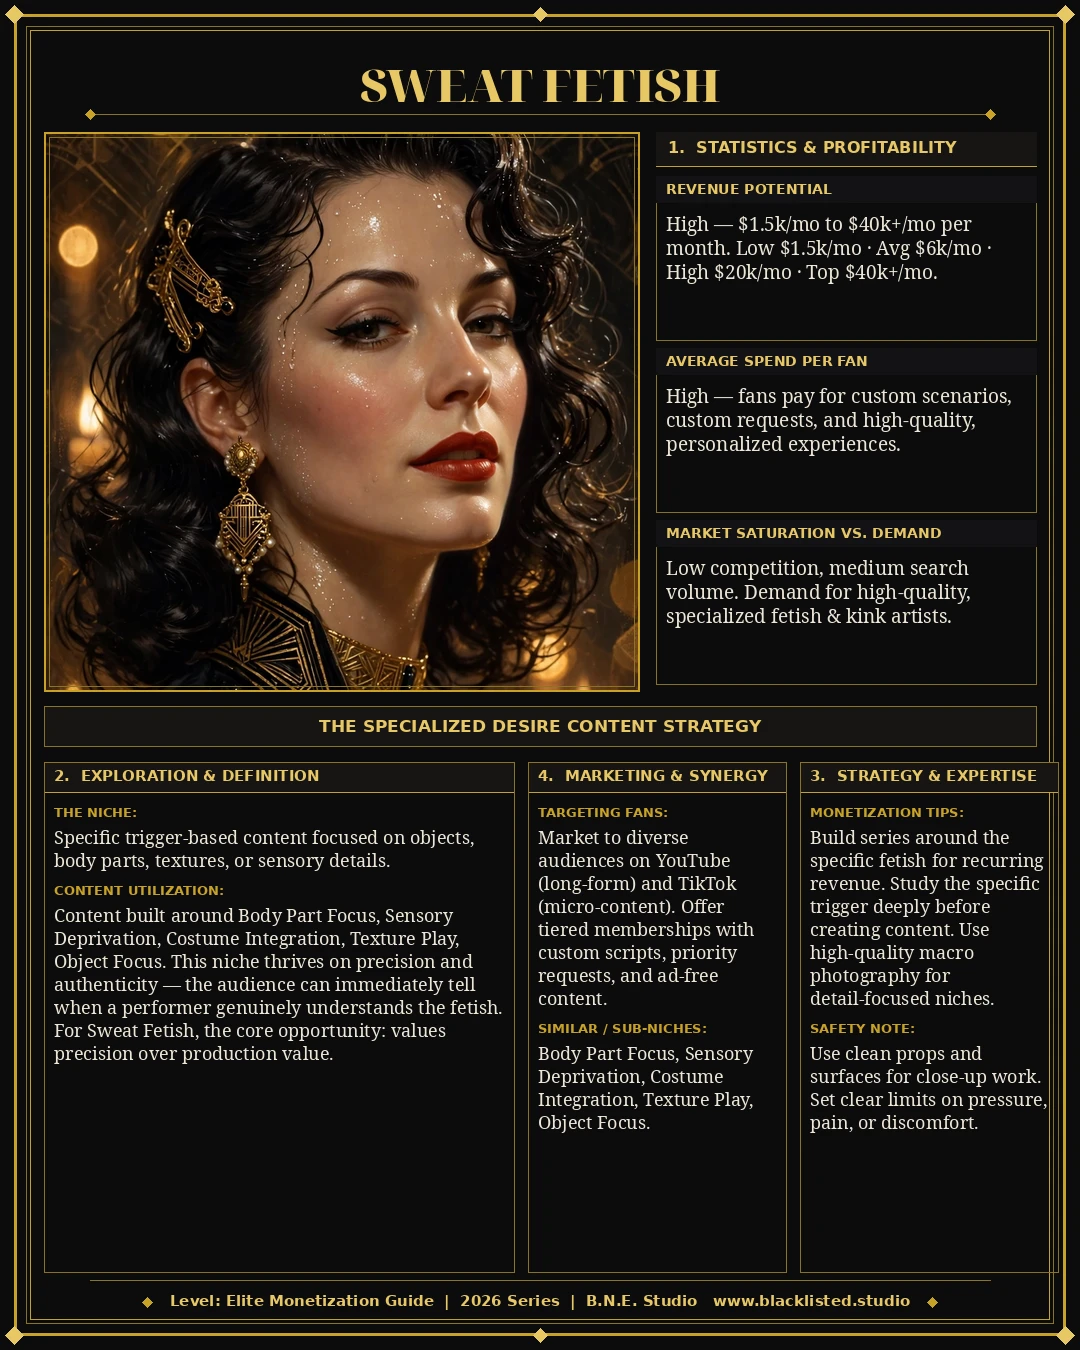 SWEAT FETISH
1. STATISTICS & PROFITABILITY
REVENUE POTENTIAL
High — $1.5k/mo to $40k+/mo per
month. Low $1.5k/mo · Avg $6k/mo ·
High $20k/mo · Top $40k+/mo.
AVERAGE SPEND PER FAN
High — fans pay for custom scenarios,
custom requests, and high-quality,
personalized experiences.
MARKET SATURATION VS. DEMAND
Low competition, medium search
volume. Demand for high-quality,
specialized fetish & kink artists.
THE SPECIALIZED DESIRE CONTENT STRATEGY
2. EXPLORATION & DEFINITION
THE NICHE:
Specific trigger-based content focused on objects,
body parts, textures, or sensory details.
CONTENT UTILIZATION:
Content built around Body Part Focus, Sensory
Deprivation, Costume Integration, Texture Play,
Object Focus. This niche thrives on precision and
authenticity — the audience can immediately tell
when a performer genuinely understands the fetish.
For Sweat Fetish, the core opportunity: values
precision over production value.
4. MARKETING & SYNERGY
TARGETING FANS:
Market to diverse
audiences on YouTube
(long-form) and TikTok
(micro-content). Offer
tiered memberships with
custom scripts, priority
requests, and ad-free
content.
SIMILAR / SUB-NICHES:
Body Part Focus, Sensory
Deprivation, Costume
Integration, Texture Play,
Object Focus.
3. STRATEGY & EXPERTISE
MONETIZATION TIPS:
Build series around the
specific fetish for recurring
revenue. Study the specific
trigger deeply before
creating content. Use
high-quality macro
photography for
detail-focused niches.
SAFETY NOTE:
Use clean props and
surfaces for close-up work.
Set clear limits on pressure,
pain, or discomfort.
Level: Elite Monetization Guide | 2026 Series | B.N.E. Studio www.blacklisted.studio